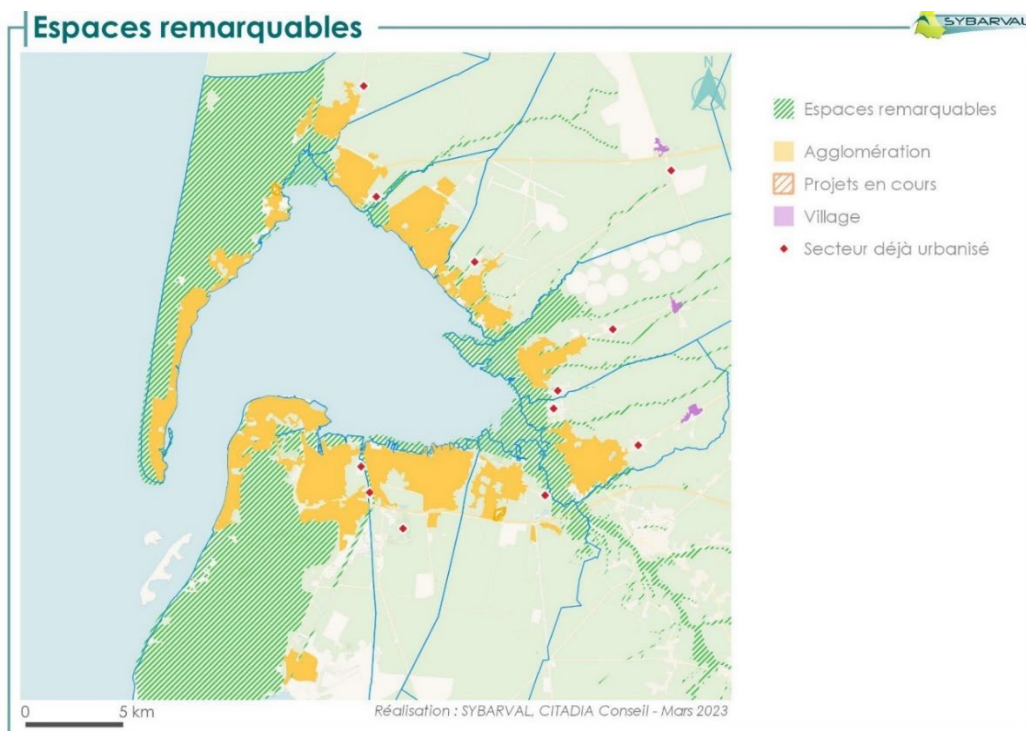 Espaces remarquables
SYBARVAL
N
Espaces remarquables
Agglomération
Projets en cours
Village
Secteur déjà urbanisé
0 5 km
Réalisation : SYBARVAL, CITADIA Conseil - Mars 2023